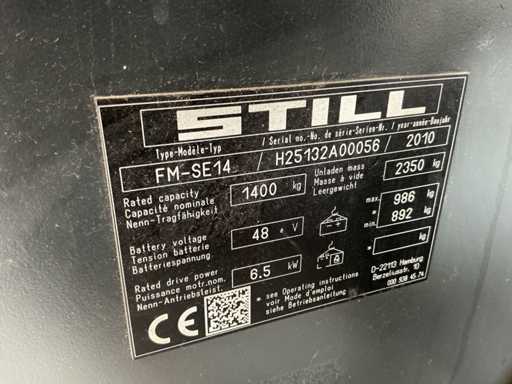 STILL
Type-Modèle-Typ / Serial no.-No. de série-Serien-Nr. / year-année-Baujahr
FM-SE14 / H25132A00056 / 2010
Rated capacity
Capacité nominale
Nenn-Tragfähigkeit
1400 kg
Unladen mass
Masse à vide
Leergewicht
2350 kg
Battery voltage
Tension batterie
Batteriespannung
48 * V
max. 986 kg
*
min. 892 kg
Rated drive power
Puissance motr.nom.
Nenn-Antriebsleist.
6.5 kW
* kg
CE
* see Operating instructions
voir Mode d'emploi
siehe Betriebsanleitung
D-22113 Hamburg
Berzeliusstr. 10